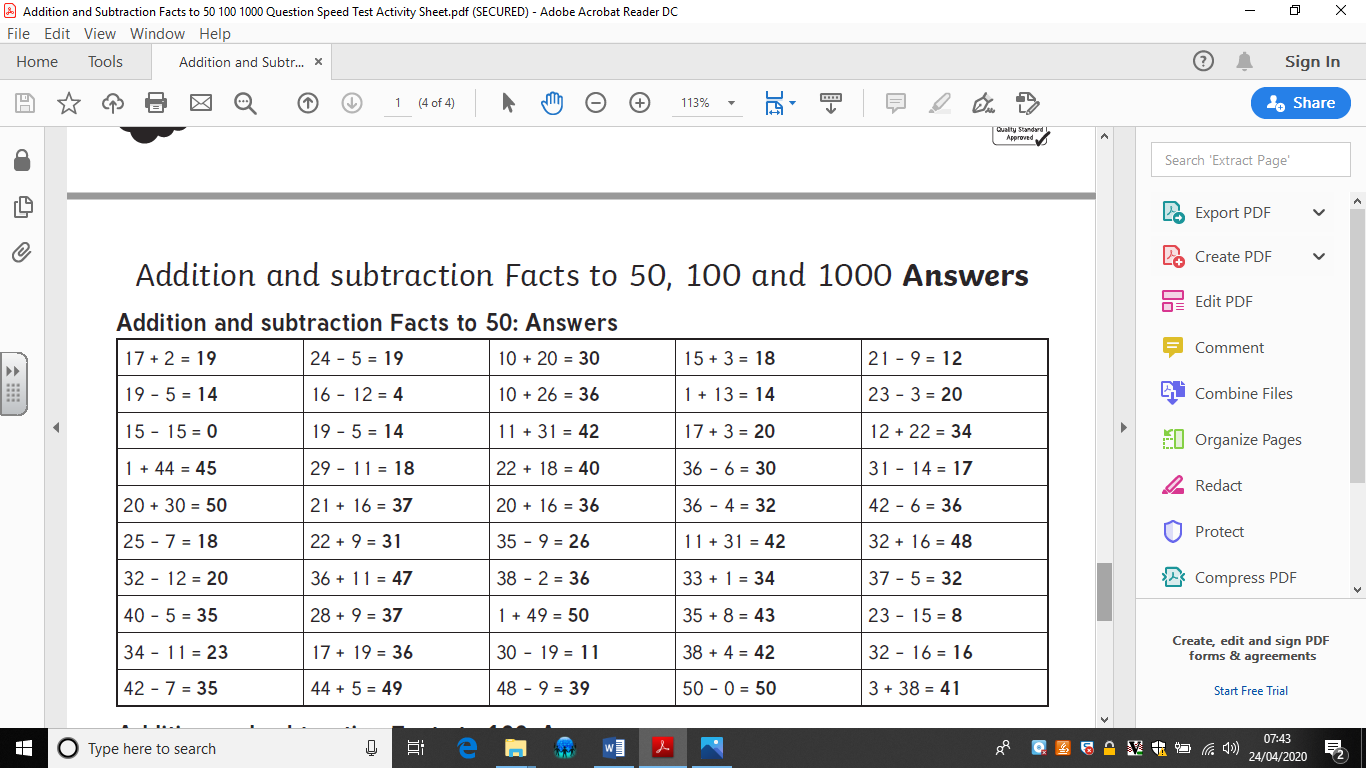 Addition and Subtraction Facts to 50 100 1000 Question Speed Test Activity Sheet.pdf (SECURED) - Adobe Acrobat Reader DC
File Edit View Window Help
Home Tools Addition and Subtr... × Sign In
1 (4 of 4) 113% Share
Quality Standard
Approved
Search 'Extract Page'
Export PDF
Create PDF
Edit PDF
Comment
Combine Files
Organize Pages
Redact
Protect
Compress PDF
Create, edit and sign PDF
forms & agreements
Start Free Trial
Addition and subtraction Facts to 50, 100 and 1000 Answers
Addition and subtraction Facts to 50: Answers
17 + 2 = 19 24 – 5 = 19 10 + 20 = 30 15 + 3 = 18 21 – 9 = 12
19 – 5 = 14 16 – 12 = 4 10 + 26 = 36 1 + 13 = 14 23 – 3 = 20
15 – 15 = 0 19 – 5 = 14 11 + 31 = 42 17 + 3 = 20 12 + 22 = 34
1 + 44 = 45 29 – 11 = 18 22 + 18 = 40 36 – 6 = 30 31 – 14 = 17
20 + 30 = 50 21 + 16 = 37 20 + 16 = 36 36 – 4 = 32 42 – 6 = 36
25 – 7 = 18 22 + 9 = 31 35 – 9 = 26 11 + 31 = 42 32 + 16 = 48
32 – 12 = 20 36 + 11 = 47 38 – 2 = 36 33 + 1 = 34 37 – 5 = 32
40 – 5 = 35 28 + 9 = 37 1 + 49 = 50 35 + 8 = 43 23 – 15 = 8
34 – 11 = 23 17 + 19 = 36 30 – 19 = 11 38 + 4 = 42 32 – 16 = 16
42 – 7 = 35 44 + 5 = 49 48 – 9 = 39 50 – 0 = 50 3 + 38 = 41
Type here to search
07:43
24/04/2020
2